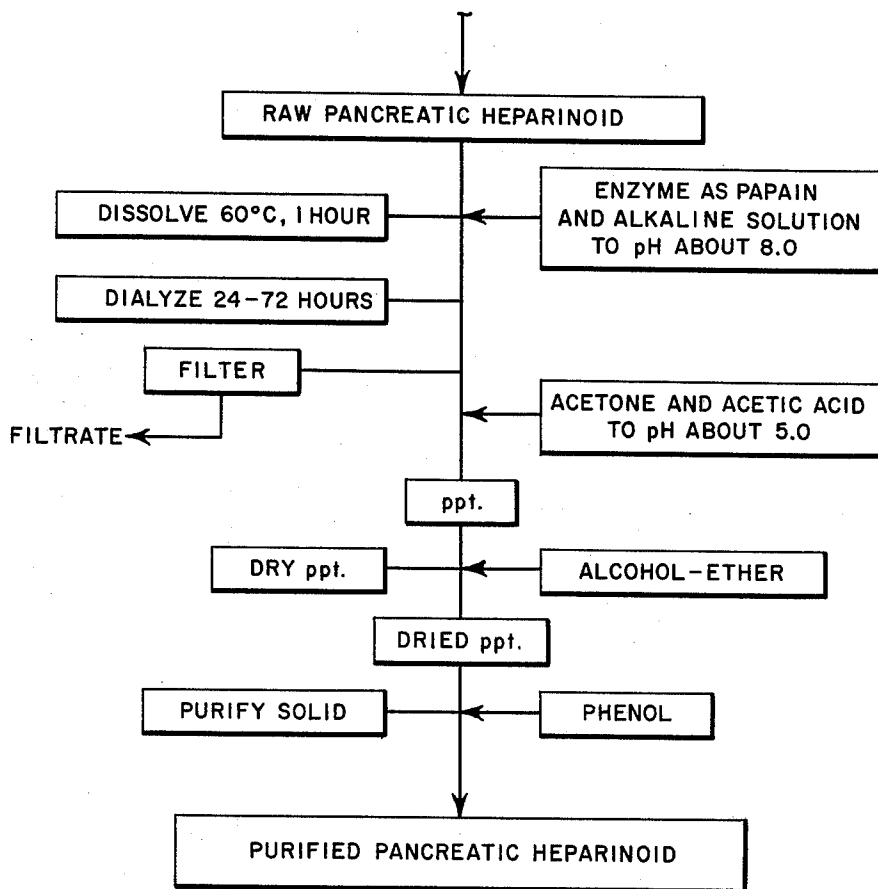 RAW PANCREATIC HEPARINOID
DISSOLVE 60°C, 1 HOUR
ENZYME AS PAPAIN
AND ALKALINE SOLUTION
TO pH ABOUT 8.0
DIALYZE 24-72 HOURS
FILTER
FILTRATE
ACETONE AND ACETIC ACID
TO pH ABOUT 5.0
ppt.
DRY ppt.
ALCOHOL-ETHER
DRIED ppt.
PURIFY SOLID
PHENOL
PURIFIED PANCREATIC HEPARINOID